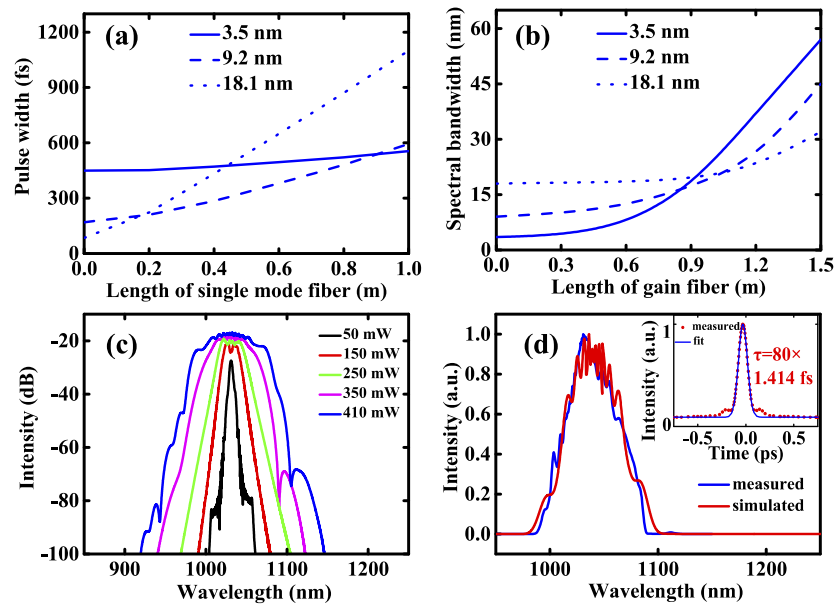 (a)
3.5 nm
9.2 nm
18.1 nm
1200
900
600
300
0
Pulse width (fs)
0.0 0.2 0.4 0.6 0.8 1.0
Length of single mode fiber (m)
(b)
3.5 nm
9.2 nm
18.1 nm
60
45
30
15
0
Spectral bandwidth (nm)
0.0 0.3 0.6 0.9 1.2 1.5
Length of gain fiber (m)
(c)
50 mW
150 mW
250 mW
350 mW
410 mW
-20
-40
-60
-80
-100
Intensity (dB)
900 1000 1100 1200
Wavelength (nm)
(d)
1.0
0.8
0.6
0.4
0.2
0.0
Intensity (a.u.)
measured
fit
τ=80×
1.414 fs
Intensity (a.u.)
-0.5 0.0 0.5
Time (ps)
measured
simulated
1000 1100 1200
Wavelength (nm)